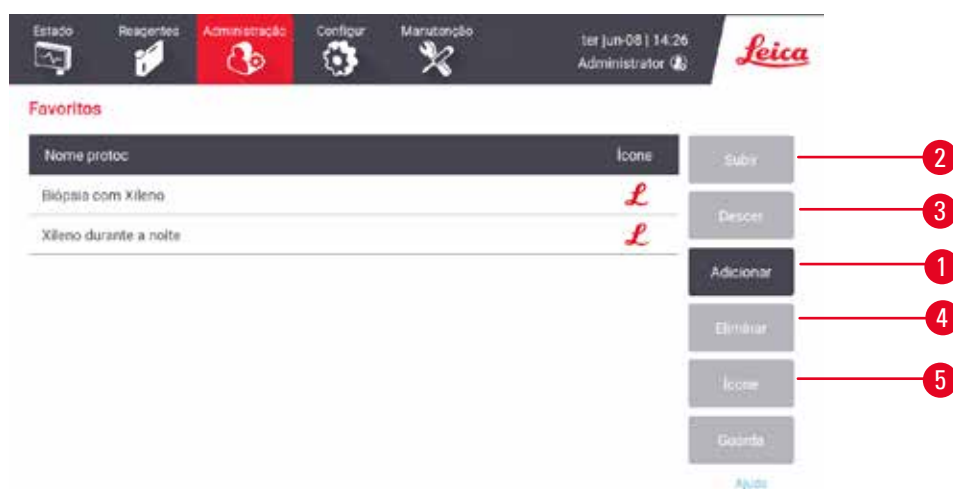 Estado Reagentes Administração Configur Manutenção
ter jun-08 | 14:26
Administrator
Leica
Favoritos
Nome protoc Ícone
Subir 2
Biópsia com Xileno L
Descer 3
Xileno durante a noite L
Adicionar 1
Eliminar 4
Ícone 5
Guarda
Ajuda